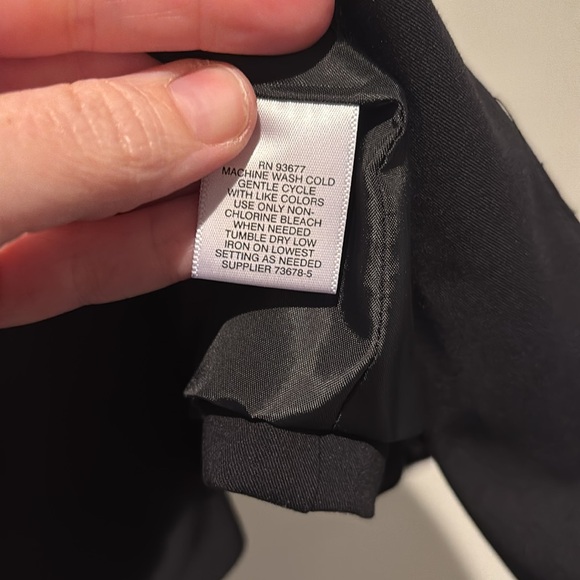 RN 93677
MACHINE WASH COLD
GENTLE CYCLE
WITH LIKE COLORS
USE ONLY NON-
CHLORINE BLEACH
WHEN NEEDED
TUMBLE DRY LOW
IRON ON LOWEST
SETTING AS NEEDED
SUPPLIER 73678-5